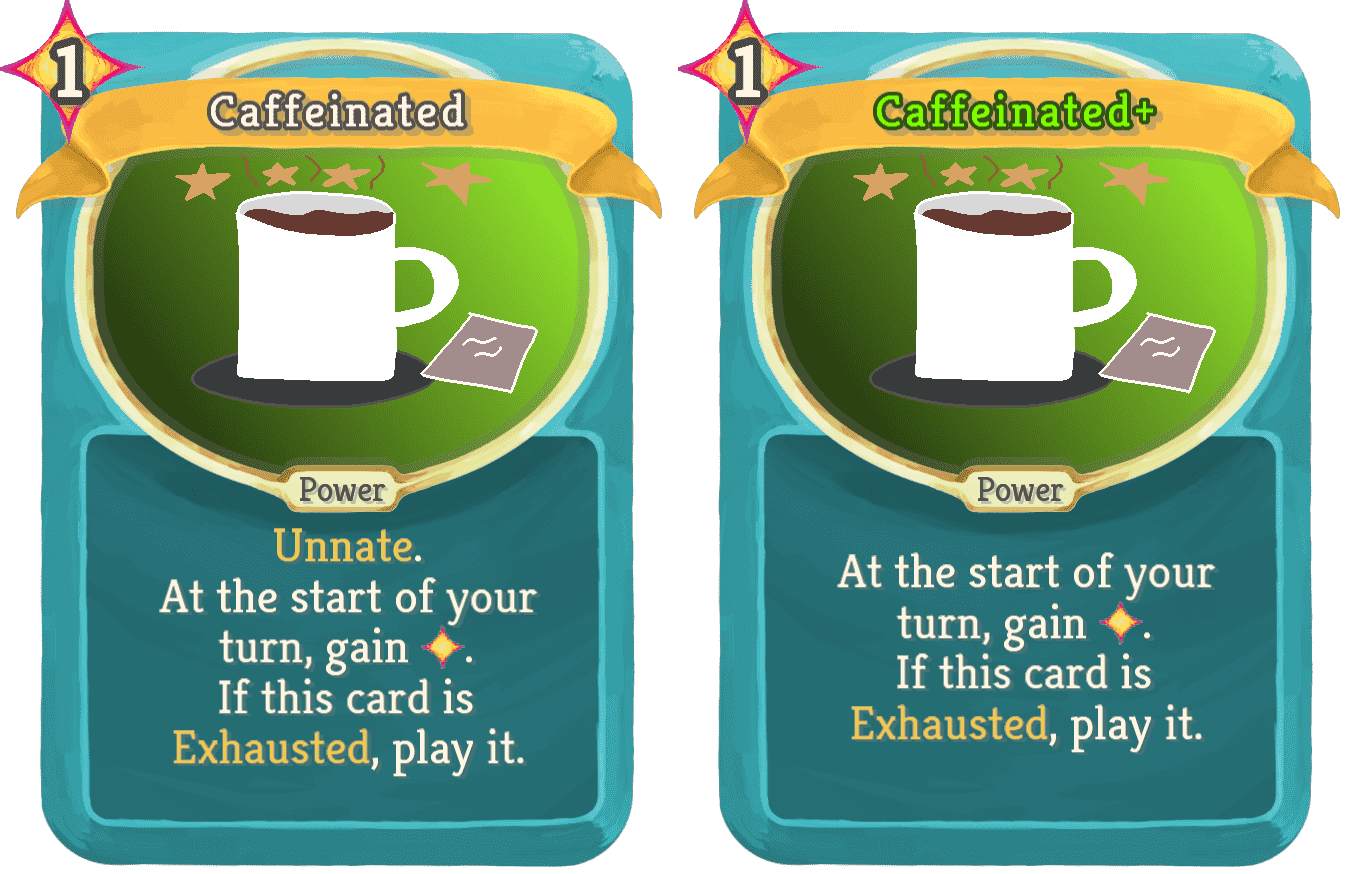 1
Caffeinated
Power
Unnate.
At the start of your
turn, gain .
If this card is
Exhausted, play it.
1
Caffeinated+
Power
At the start of your
turn, gain .
If this card is
Exhausted, play it.